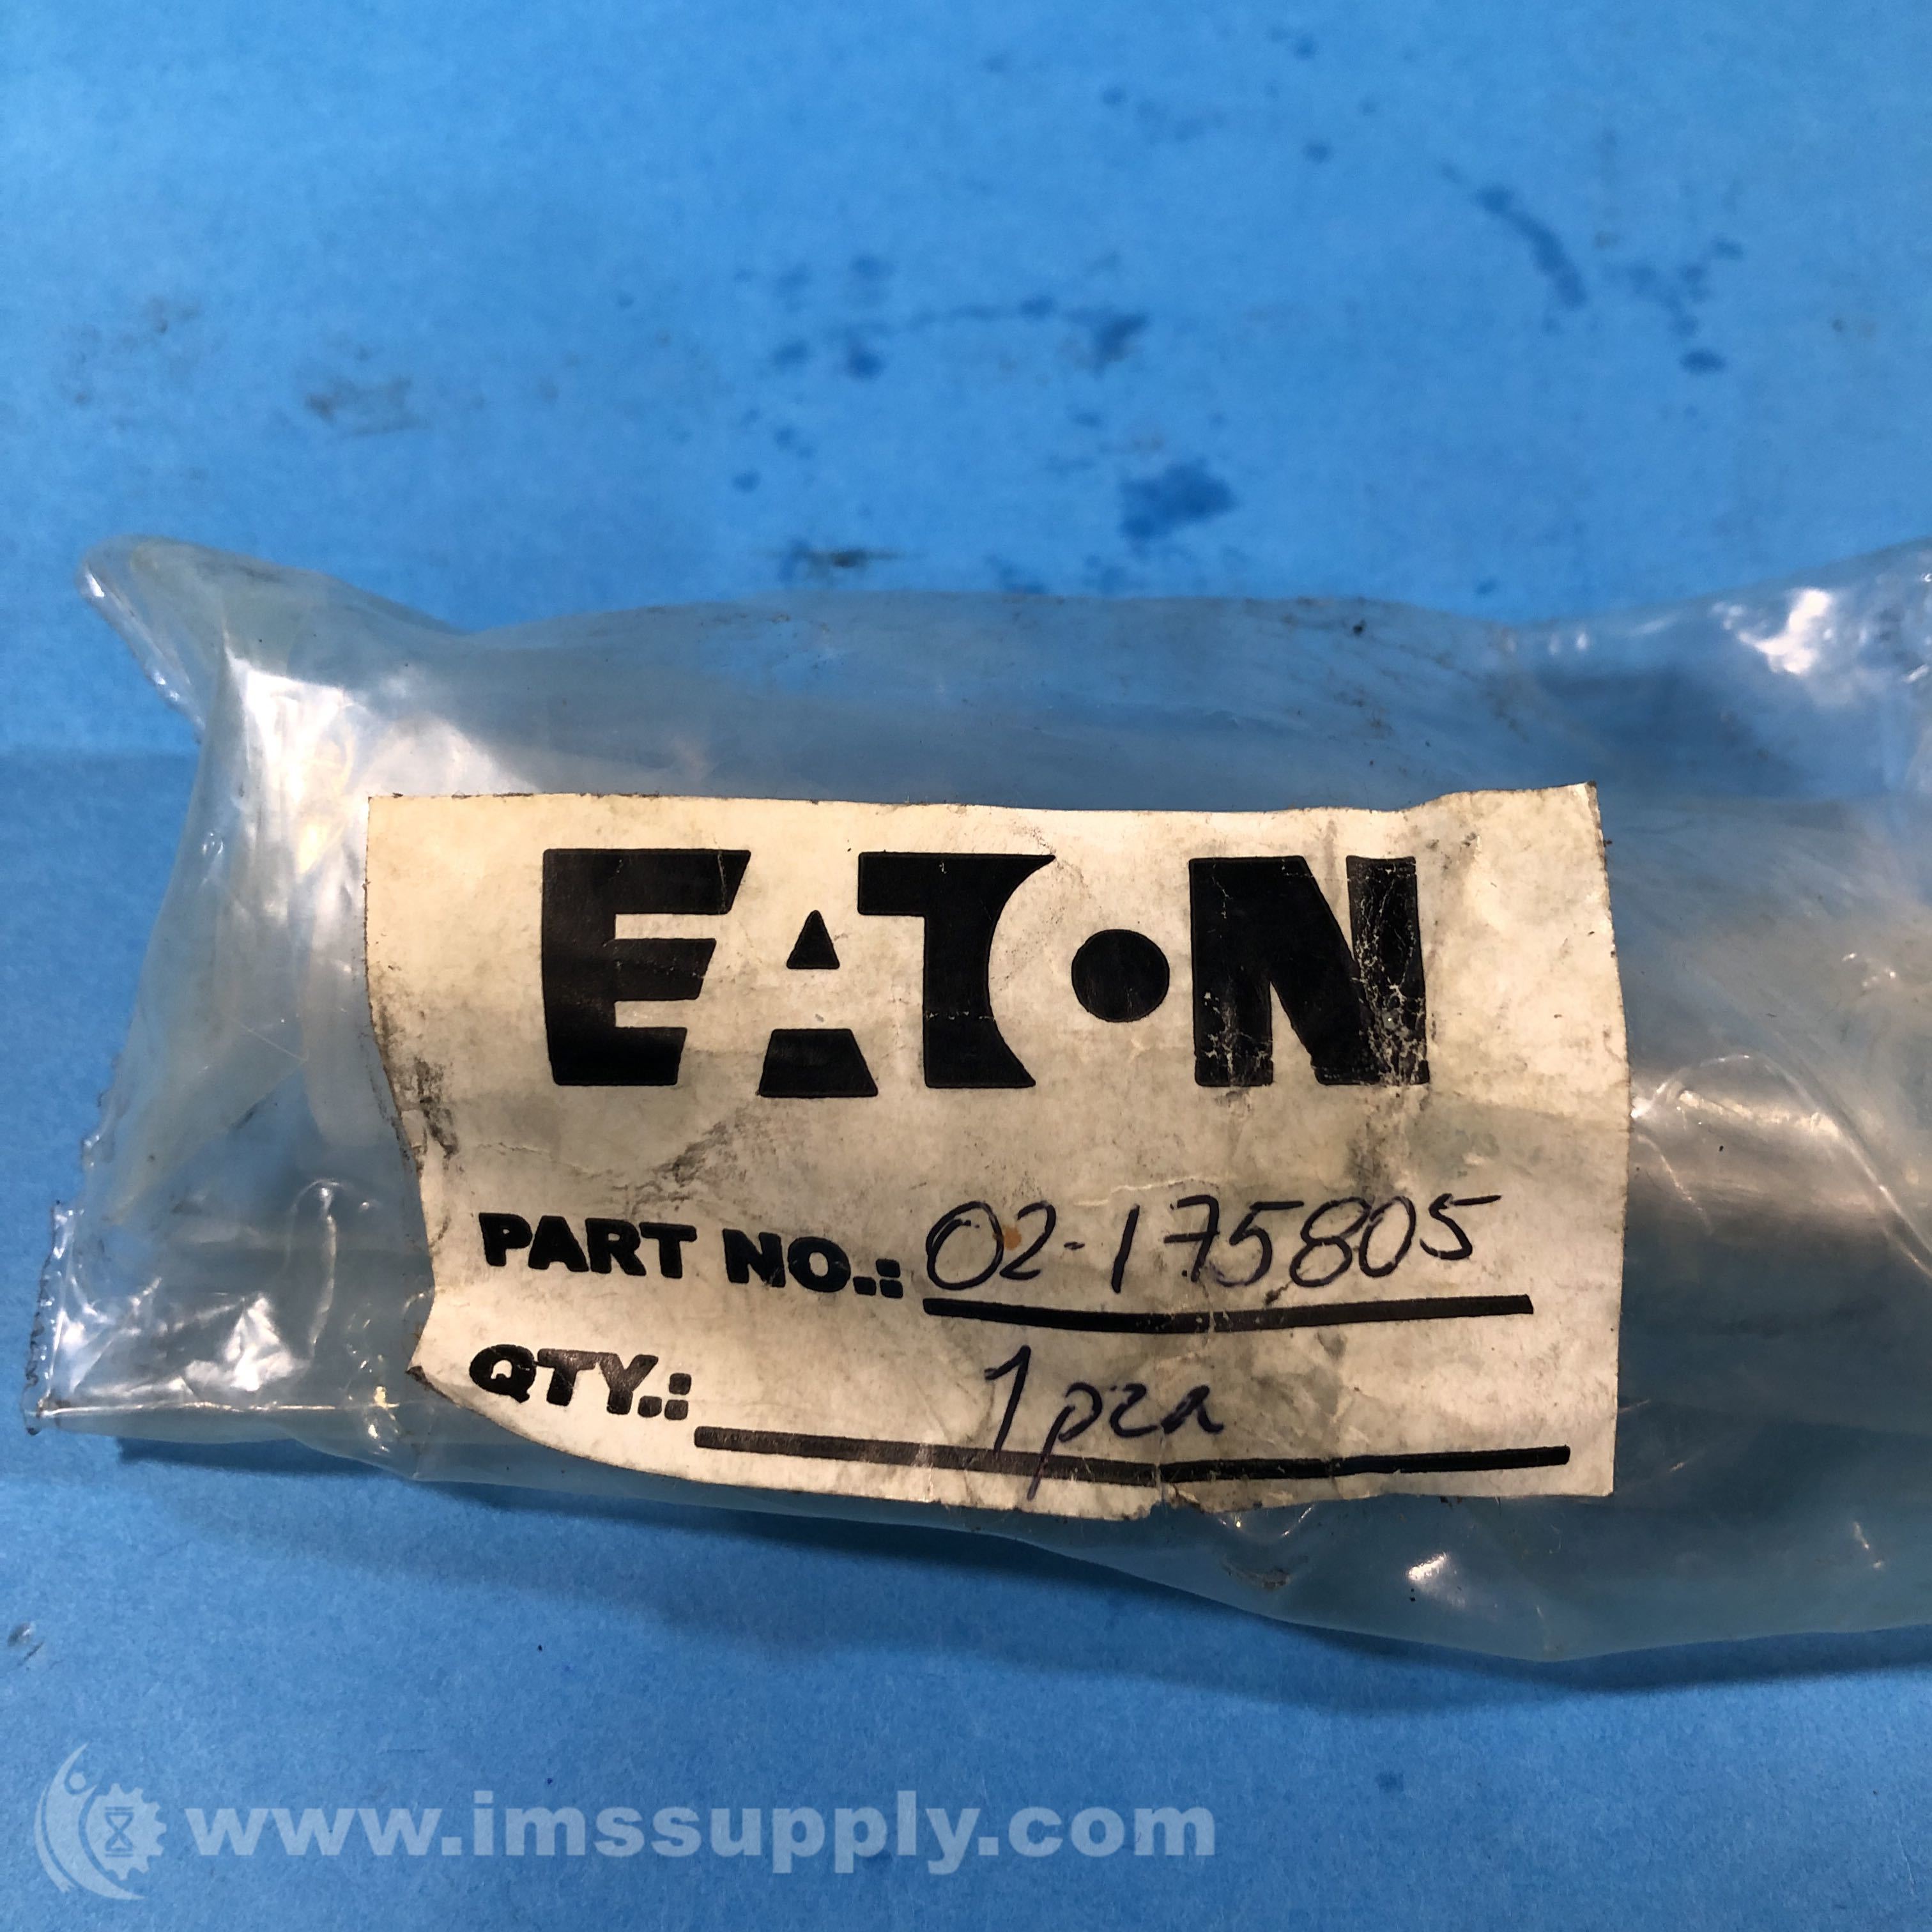 EATON
PART NO.: 02-175805
QTY.: 1 pza
www.imssupply.com